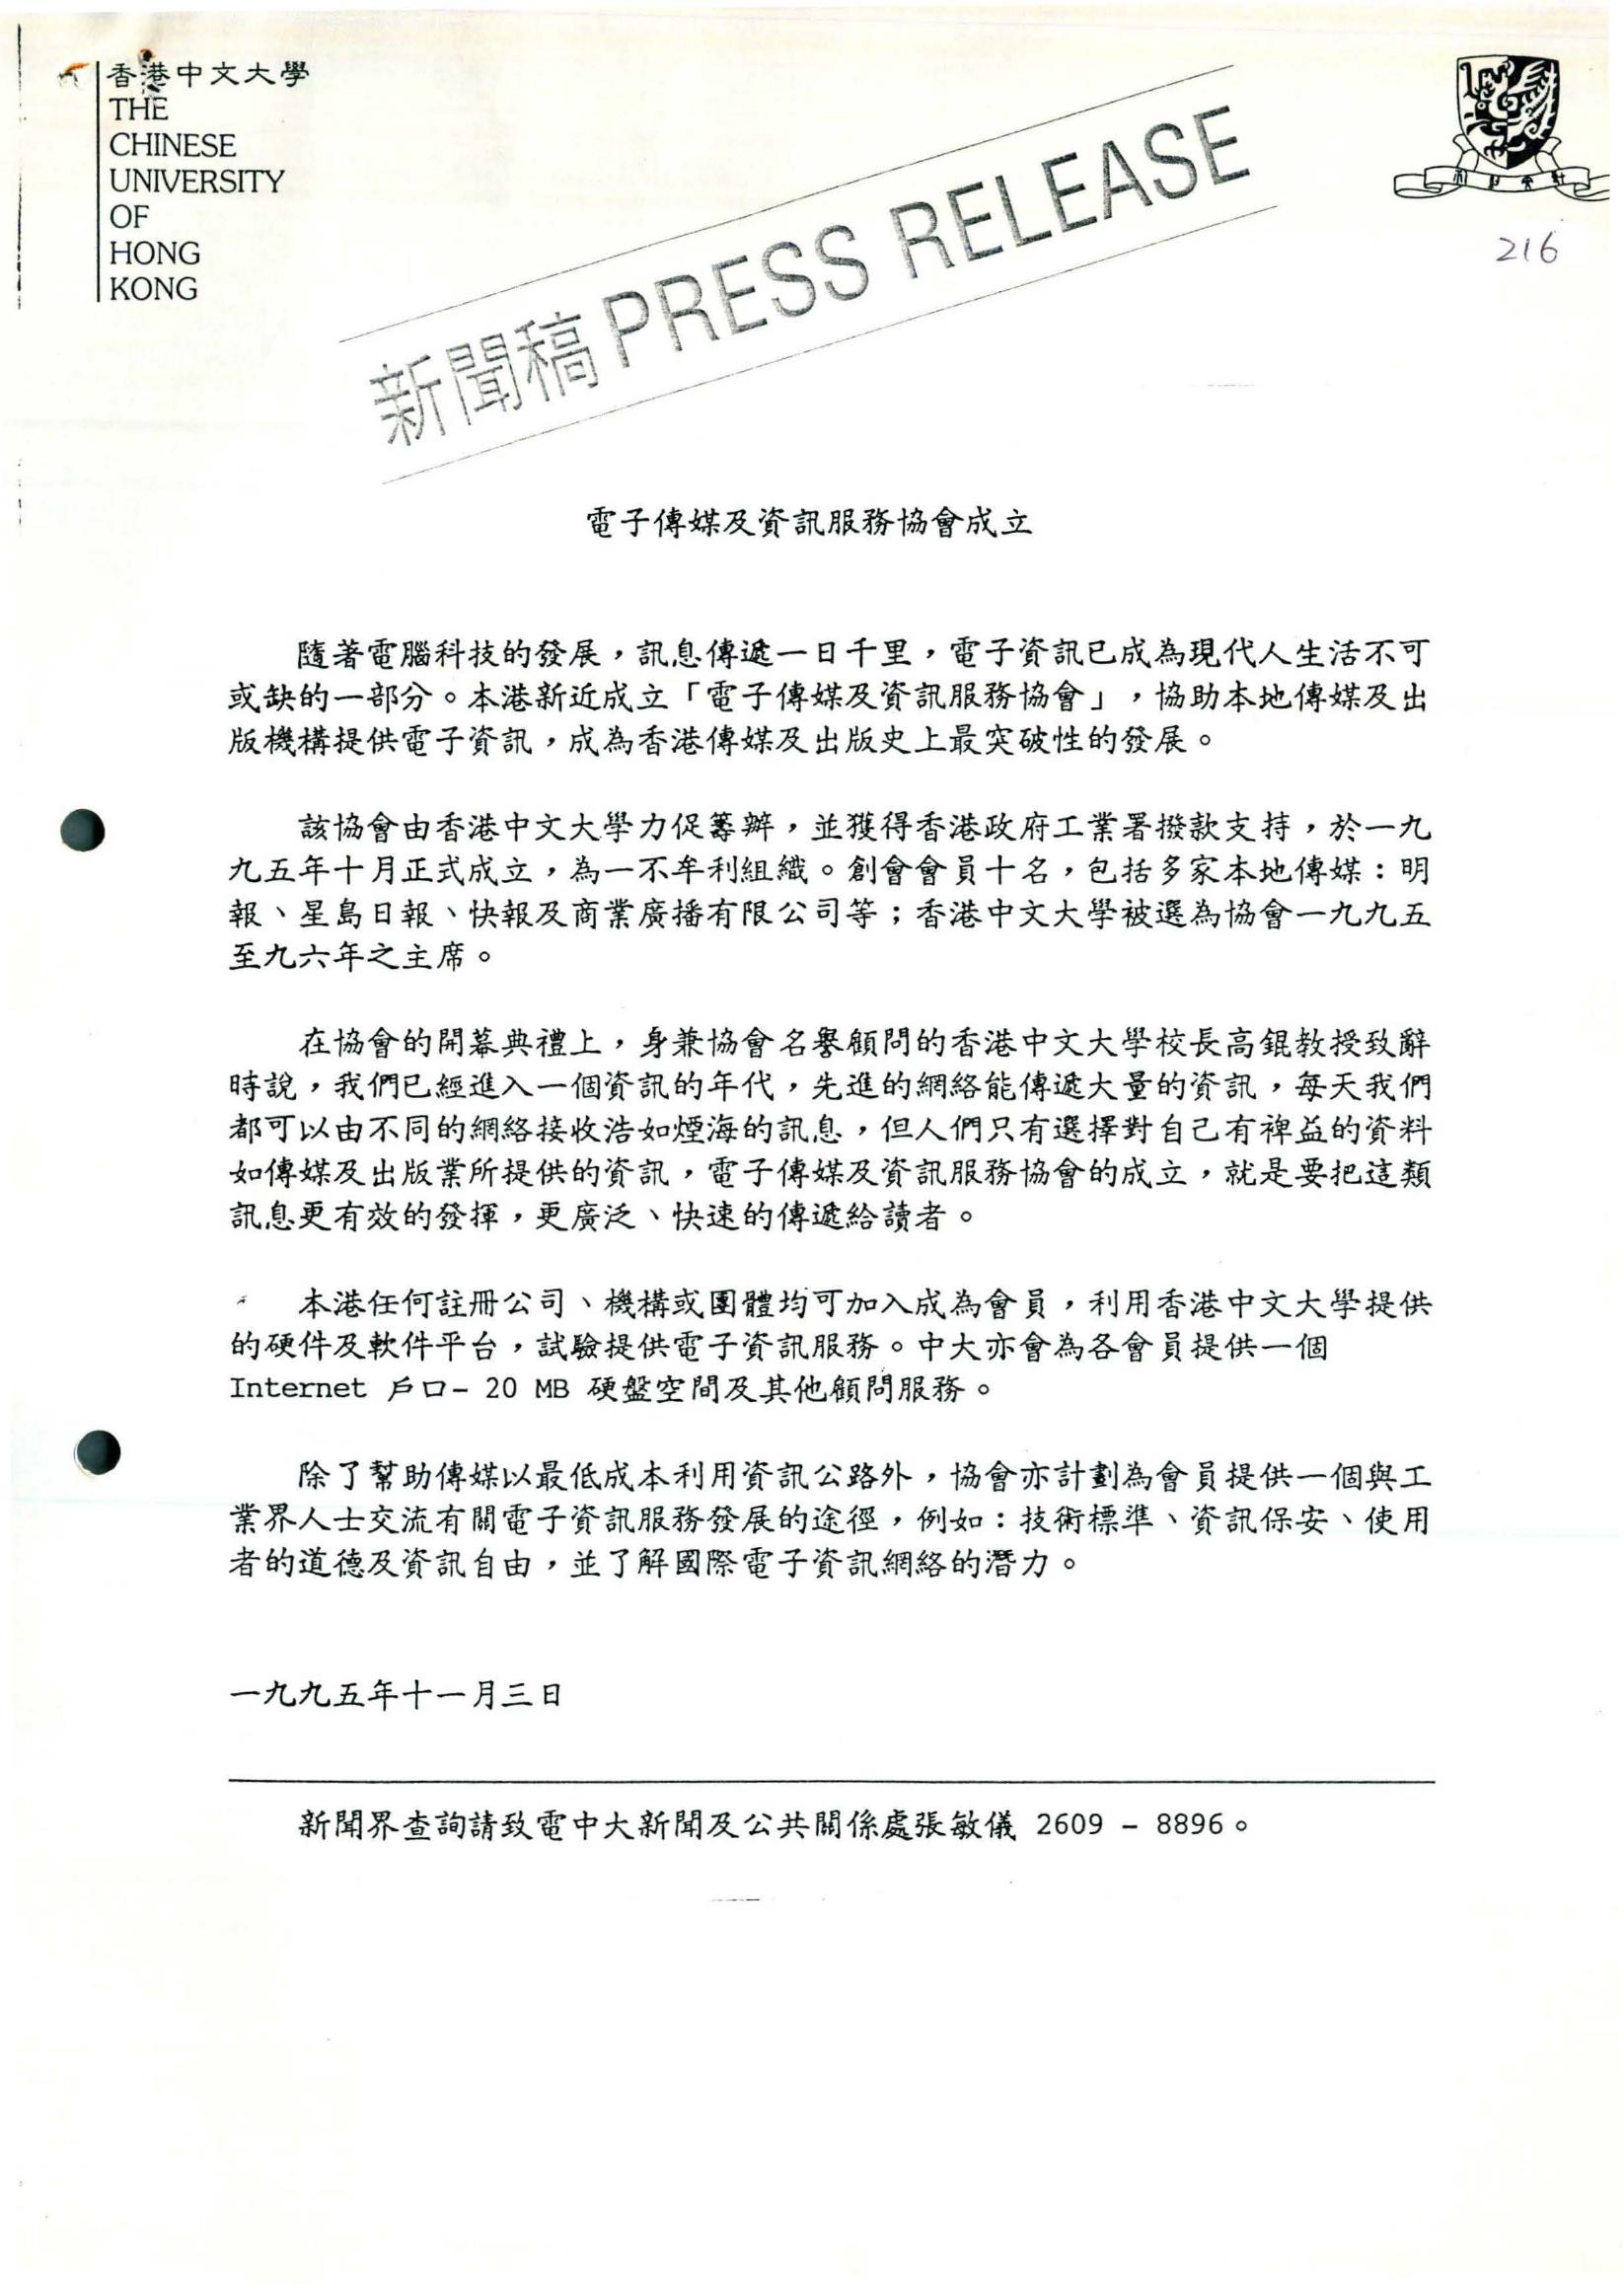 香港中文大學
THE
CHINESE
UNIVERSITY
OF
HONG
KONG
216
新聞稿 PRESS RELEASE
電子傳媒及資訊服務協會成立
隨著電腦科技的發展，訊息傳遞一日千里，電子資訊已成為現代人生活不可
或缺的一部分。本港新近成立「電子傳媒及資訊服務協會」，協助本地傳媒及出
版機構提供電子資訊，成為香港傳媒及出版史上最突破性的發展。
該協會由香港中文大學力促籌辦，並獲得香港政府工業署撥款支持，於一九
九五年十月正式成立，為一不牟利組織。創會會員十名，包括多家本地傳媒：明
報、星島日報、快報及商業廣播有限公司等；香港中文大學被選為協會一九九五
至九六年之主席。
在協會的開幕典禮上，身兼協會名譽顧問的香港中文大學校長高錕教授致辭
時說，我們已經進入一個資訊的年代，先進的網絡能傳遞大量的資訊，每天我們
都可以由不同的網絡接收浩如煙海的訊息，但人們只有選擇對自己有裨益的資料
如傳媒及出版業所提供的資訊，電子傳媒及資訊服務協會的成立，就是要把這類
訊息更有效的發揮，更廣泛、快速的傳遞給讀者。
本港任何註冊公司、機構或團體均可加入成為會員，利用香港中文大學提供
的硬件及軟件平台，試驗提供電子資訊服務。中大亦會為各會員提供一個
Internet 戶口– 20 MB 硬盤空間及其他顧問服務。
除了幫助傳媒以最低成本利用資訊公路外，協會亦計劃為會員提供一個與工
業界人士交流有關電子資訊服務發展的途徑，例如：技術標準、資訊保安、使用
者的道德及資訊自由，並了解國際電子資訊網絡的潛力。
一九九五年十一月三日
新聞界查詢請致電中大新聞及公共關係處張敏儀 2609 – 8896。